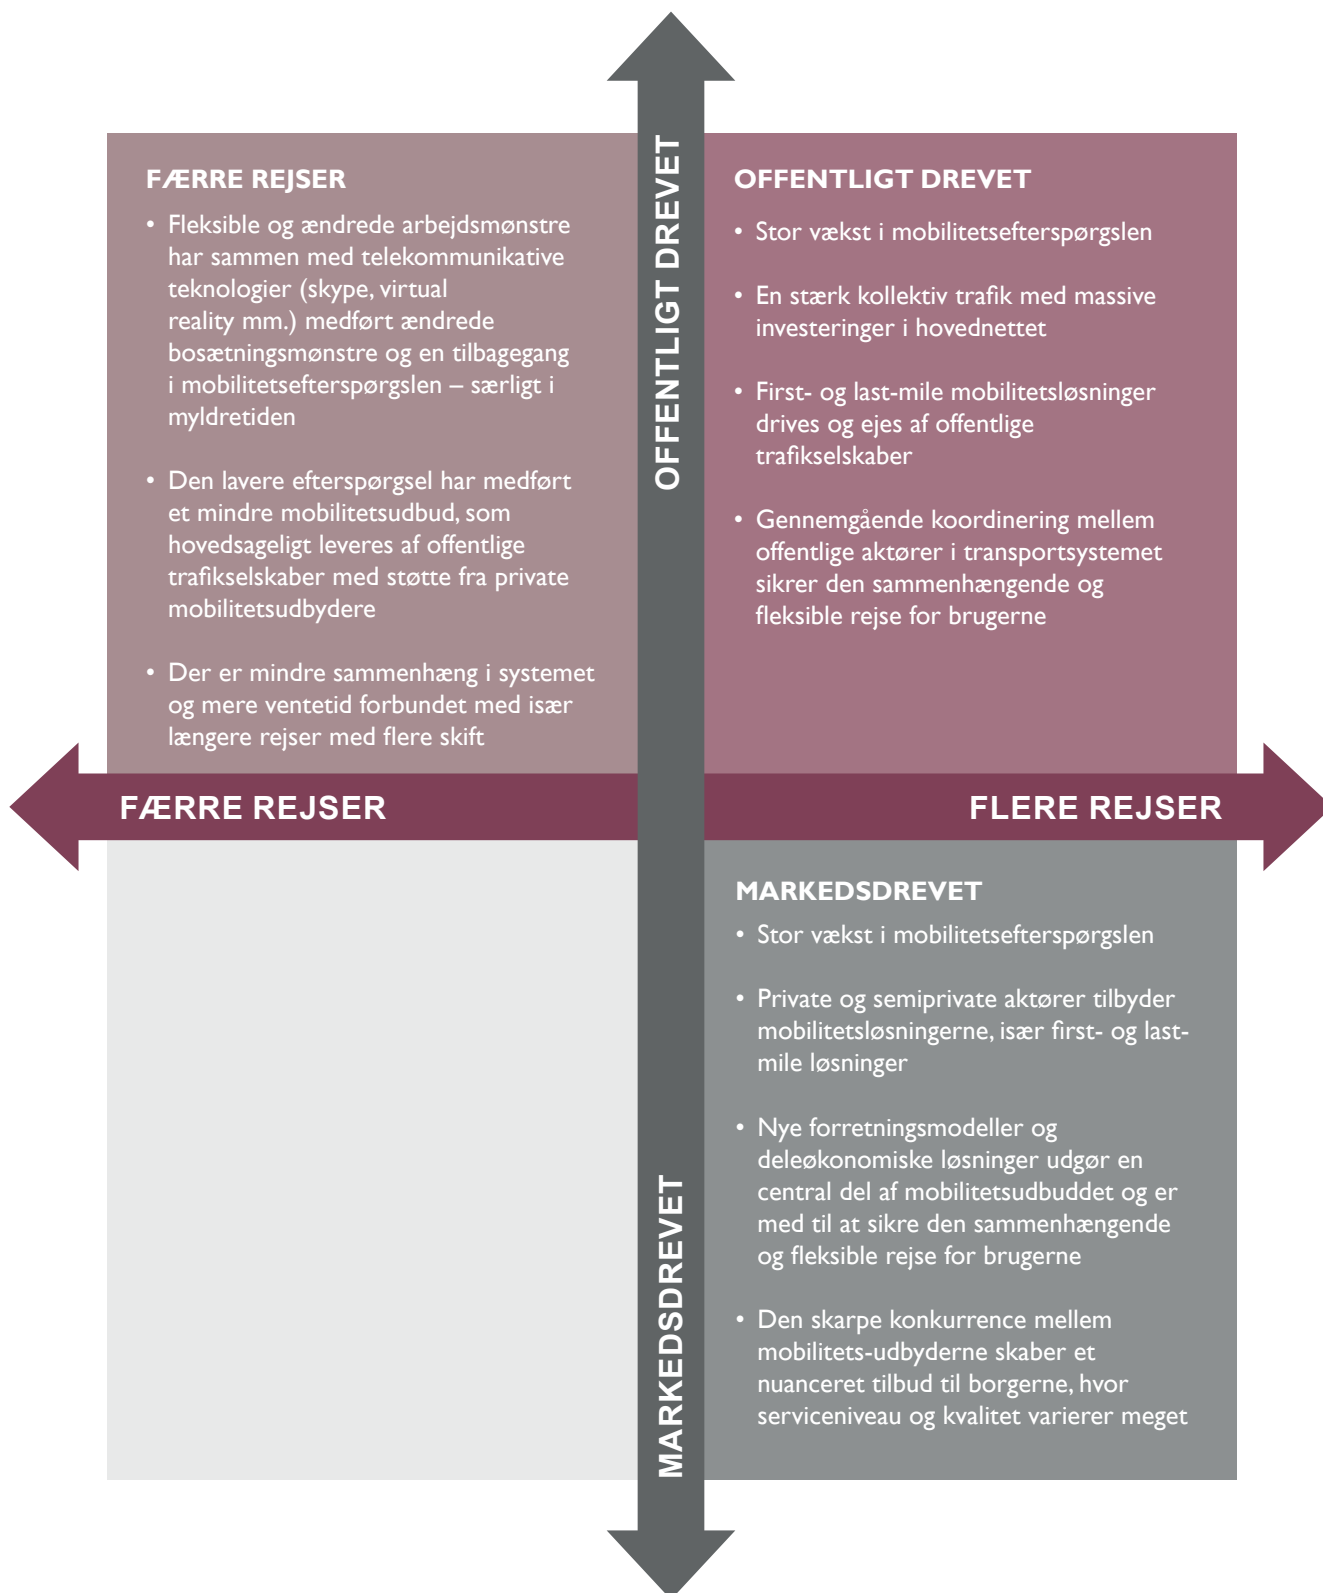 OFFENTLIGT DREVET
FÆRRE REJSER
• Fleksible og ændrede arbejdsmønstre
har sammen med telekommunikative
teknologier (skype, virtual
reality mm.) medført ændrede
bosætningsmønstre og en tilbagegang
i mobilitetsefterspørgslen – særligt i
myldretiden
• Den lavere efterspørgsel har medført
et mindre mobilitetsudbud, som
hovedsageligt leveres af offentlige
trafikselskaber med støtte fra private
mobilitetsudbydere
• Der er mindre sammenhæng i systemet
og mere ventetid forbundet med især
længere rejser med flere skift
OFFENTLIGT DREVET
• Stor vækst i mobilitetsefterspørgslen
• En stærk kollektiv trafik med massive
investeringer i hovednettet
• First- og last-mile mobilitetsløsninger
drives og ejes af offentlige
trafikselskaber
• Gennemgående koordinering mellem
offentlige aktører i transportsystemet
sikrer den sammenhængende og
fleksible rejse for brugerne
FÆRRE REJSER
FLERE REJSER
MARKEDSDREVET
• Stor vækst i mobilitetsefterspørgslen
• Private og semiprivate aktører tilbyder
mobilitetsløsningerne, især first- og last-
mile løsninger
• Nye forretningsmodeller og
deleøkonomiske løsninger udgør en
central del af mobilitetsudbuddet og er
med til at sikre den sammenhængende
og fleksible rejse for brugerne
• Den skarpe konkurrence mellem
mobilitets-udbyderne skaber et
nuanceret tilbud til borgerne, hvor
serviceniveau og kvalitet varierer meget
MARKEDSDREVET